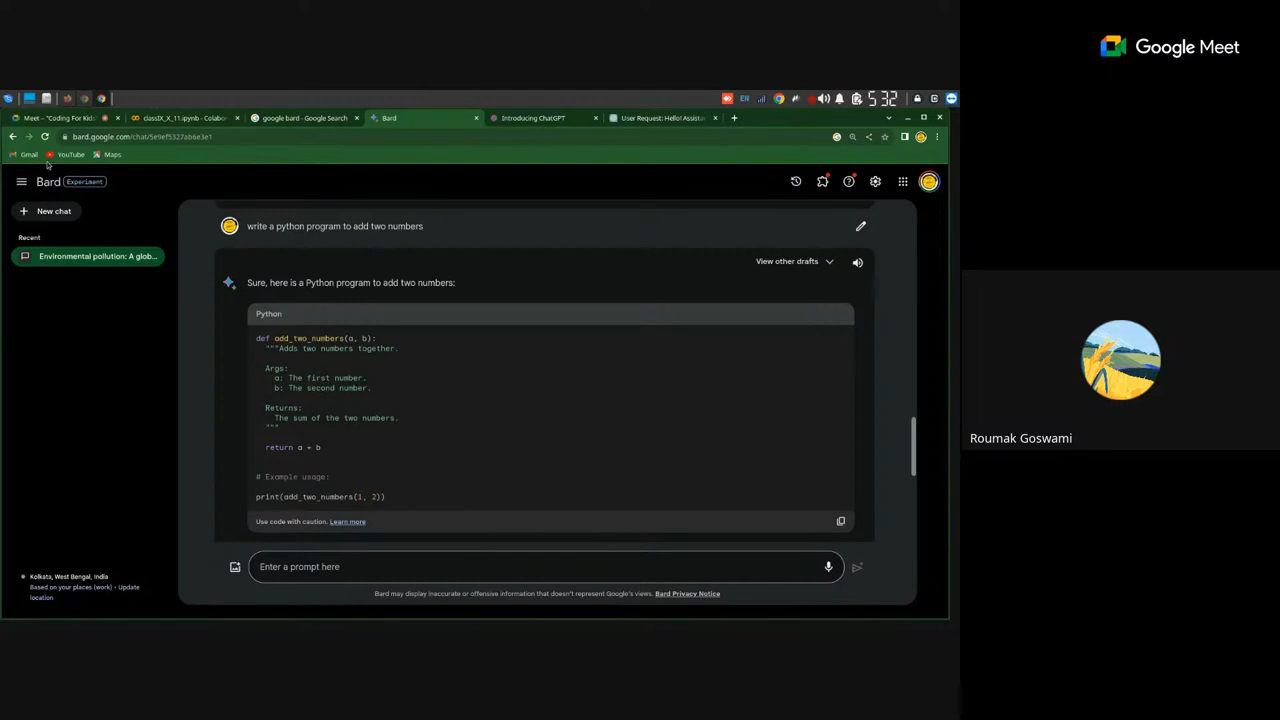 Google Meet
EN
5 32
Meet – "Coding For Kids"
classIX_X_11.ipynb - Colabo
google bard - Google Search
Bard
Introducing ChatGPT
User Request: Hello! Assista
bard.google.com/chat/5e9ef5327ab6e3e1
Gmail
YouTube
Maps
Bard
Experiment
New chat
Recent
Environmental pollution: A glob...
write a python program to add two numbers
View other drafts
Sure, here is a Python program to add two numbers:
Python
def add_two_numbers(a, b):
"""Adds two numbers together.
Args:
a: The first number.
b: The second number.
Returns:
The sum of the two numbers.
"""
return a + b
# Example usage:
print(add_two_numbers(1, 2))
Use code with caution. Learn more
Enter a prompt here
Bard may display inaccurate or offensive information that doesn't represent Google's views. Bard Privacy Notice
Kolkata, West Bengal, India
Based on your places (work) • Update
location
Roumak Goswami